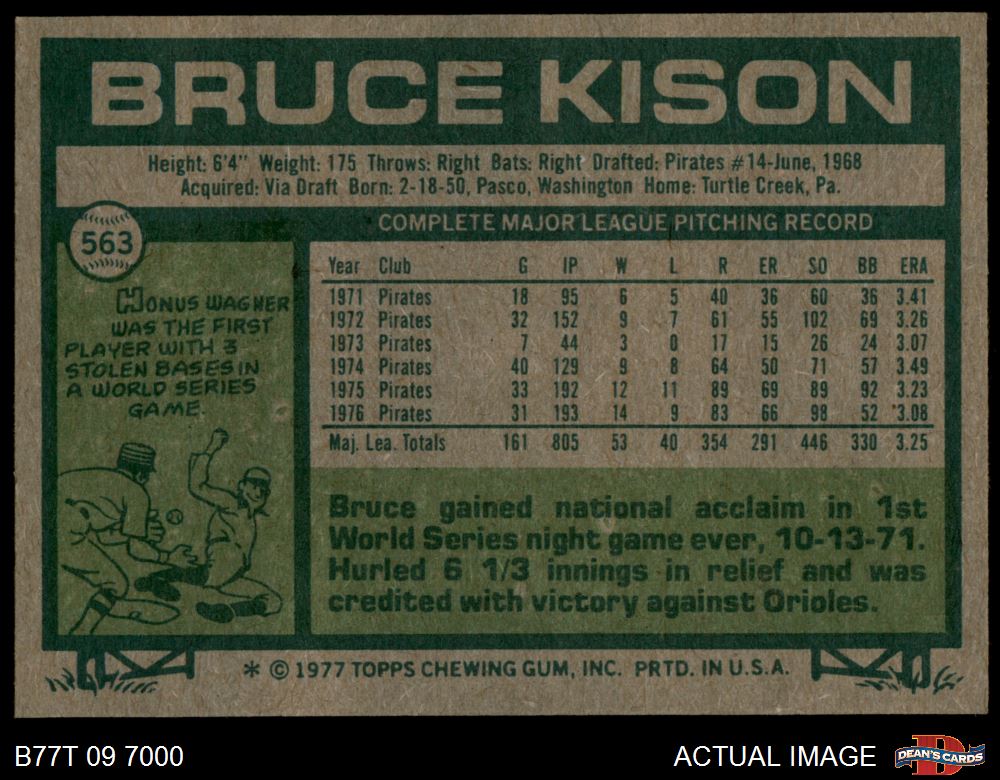 BRUCE KISON
Height: 6'4" Weight: 175 Throws: Right Bats: Right Drafted: Pirates #14-June, 1968
Acquired: Via Draft Born: 2-18-50, Pasco, Washington Home: Turtle Creek, Pa.
563
HONUS WAGNER
WAS THE FIRST
PLAYER WITH 3
STOLEN BASES IN
A WORLD SERIES
GAME.
COMPLETE MAJOR LEAGUE PITCHING RECORD
Year Club G IP W L R ER SO BB ERA
1971 Pirates 18 95 6 5 40 36 60 36 3.41
1972 Pirates 32 152 9 7 61 55 102 69 3.26
1973 Pirates 7 44 3 0 17 15 26 24 3.07
1974 Pirates 40 129 9 8 64 50 71 57 3.49
1975 Pirates 33 192 12 11 89 69 89 92 3.23
1976 Pirates 31 193 14 9 83 66 98 52 3.08
Maj. Lea. Totals 161 805 53 40 354 291 446 330 3.25
Bruce gained national acclaim in 1st
World Series night game ever, 10-13-71.
Hurled 6 1/3 innings in relief and was
credited with victory against Orioles.
* © 1977 TOPPS CHEWING GUM, INC. PRTD. IN U.S.A.
B77T 09 7000
ACTUAL IMAGE
D
DEAN'S CARDS